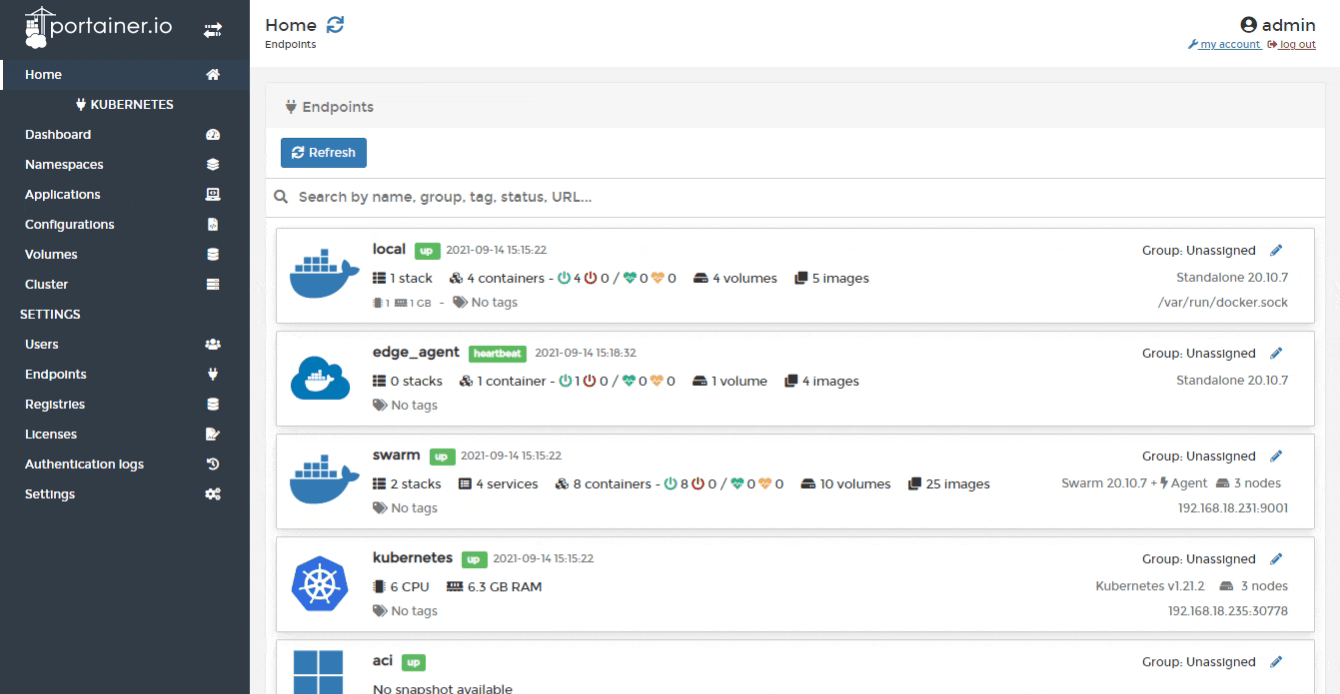 portainer.io
Home
KUBERNETES
Dashboard
Namespaces
Applications
Configurations
Volumes
Cluster
SETTINGS
Users
Endpoints
Registries
Licenses
Authentication logs
Settings
Home
Endpoints
admin
my account log out
Endpoints
Refresh
Search by name, group, tag, status, URL...
local up 2021-09-14 15:15:22 Group: Unassigned
1 stack 4 containers - 4 0 / 0 0 4 volumes 5 images Standalone 20.10.7
1 1 GB - No tags /var/run/docker.sock
edge_agent heartbeat 2021-09-14 15:18:32 Group: Unassigned
0 stacks 1 container - 1 0 / 0 0 1 volume 4 images Standalone 20.10.7
No tags
swarm up 2021-09-14 15:15:22 Group: Unassigned
2 stacks 4 services 8 containers - 8 0 / 0 0 10 volumes 25 images Swarm 20.10.7 + Agent 3 nodes
No tags 192.168.18.231:9001
kubernetes up 2021-09-14 15:15:22 Group: Unassigned
6 CPU 6.3 GB RAM Kubernetes v1.21.2 3 nodes
No tags 192.168.18.235:30778
aci up Group: Unassigned
No snapshot available